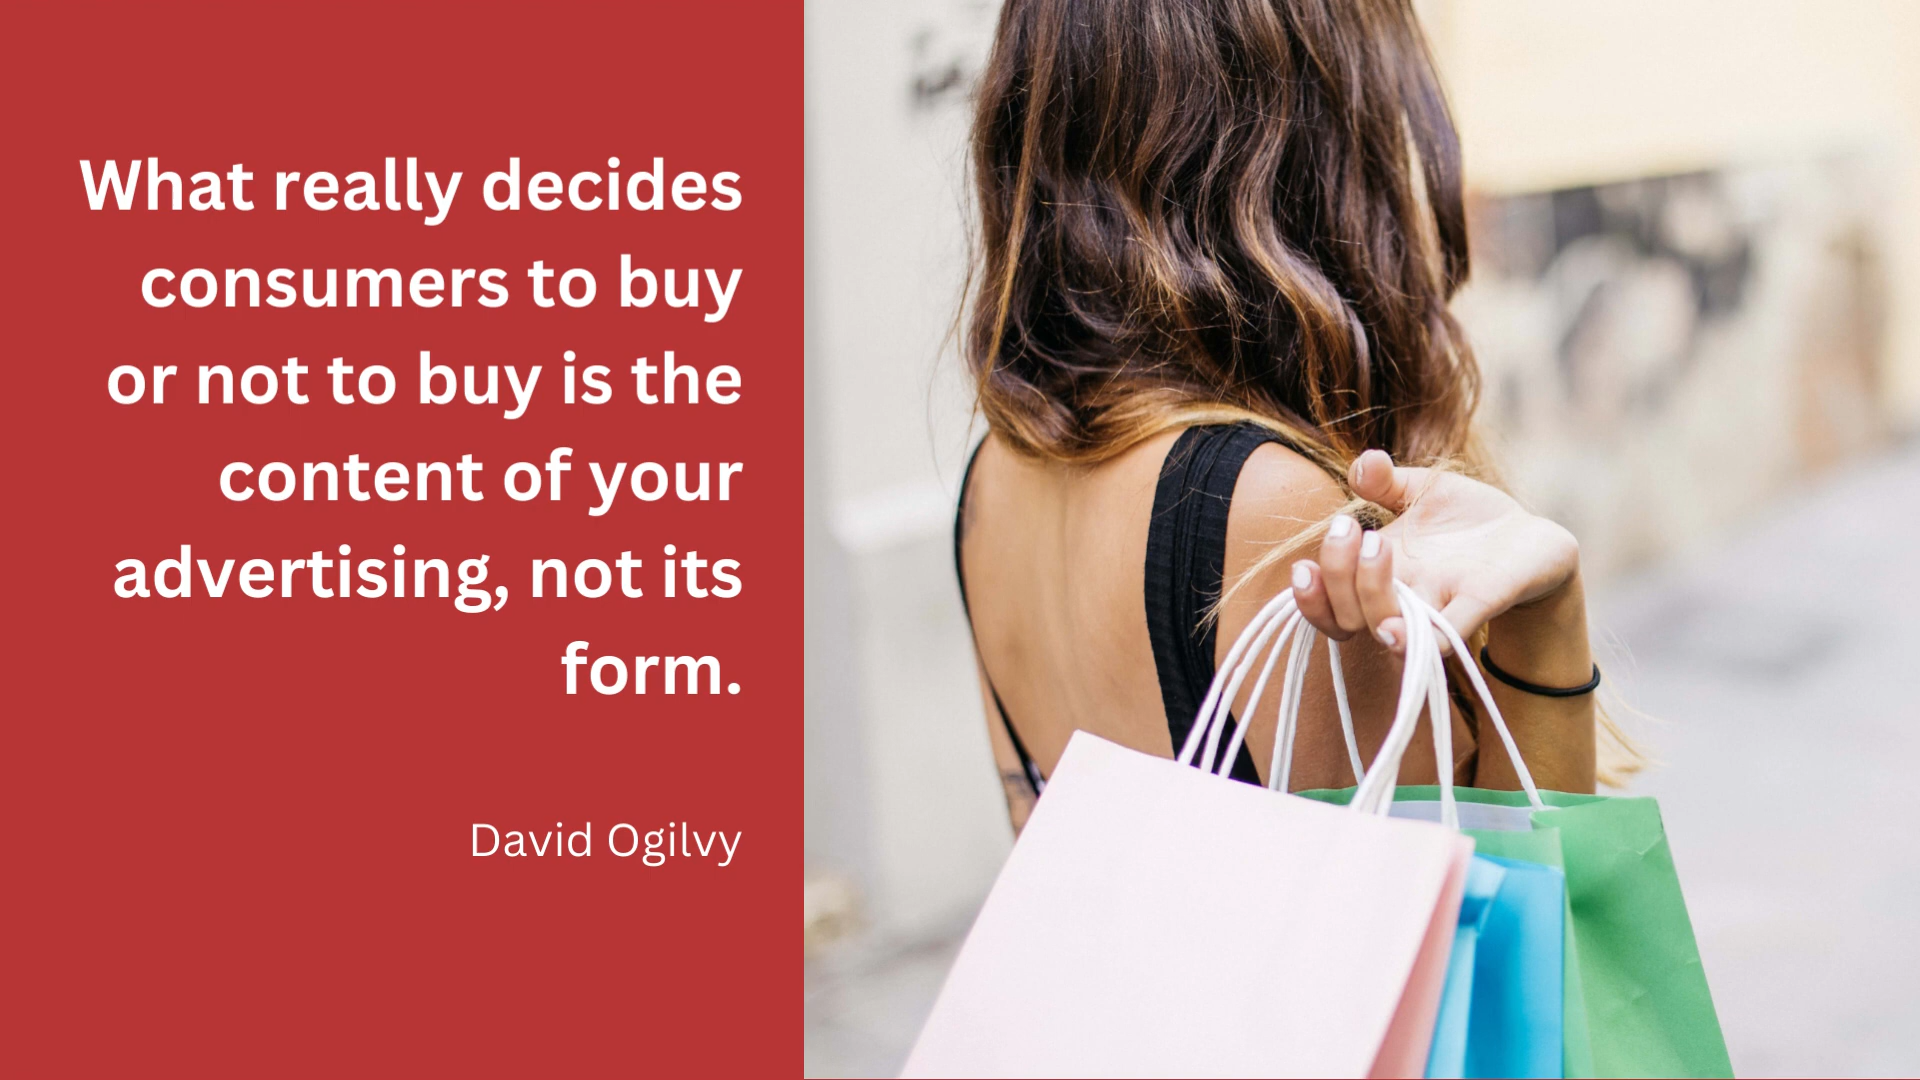 What really decides
consumers to buy
or not to buy is the
content of your
advertising, not its
form.
David Ogilvy